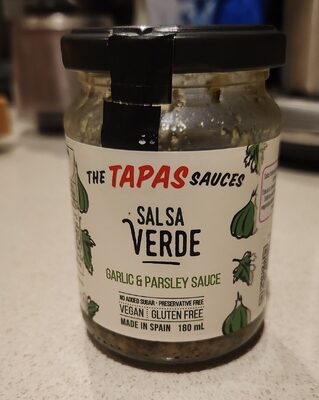 THE TAPAS SAUCES
SALSA
VERDE
GARLIC & PARSLEY SAUCE
NO ADDED SUGAR · PRESERVATIVE FREE
VEGAN | GLUTEN FREE
MADE IN SPAIN 180 mL